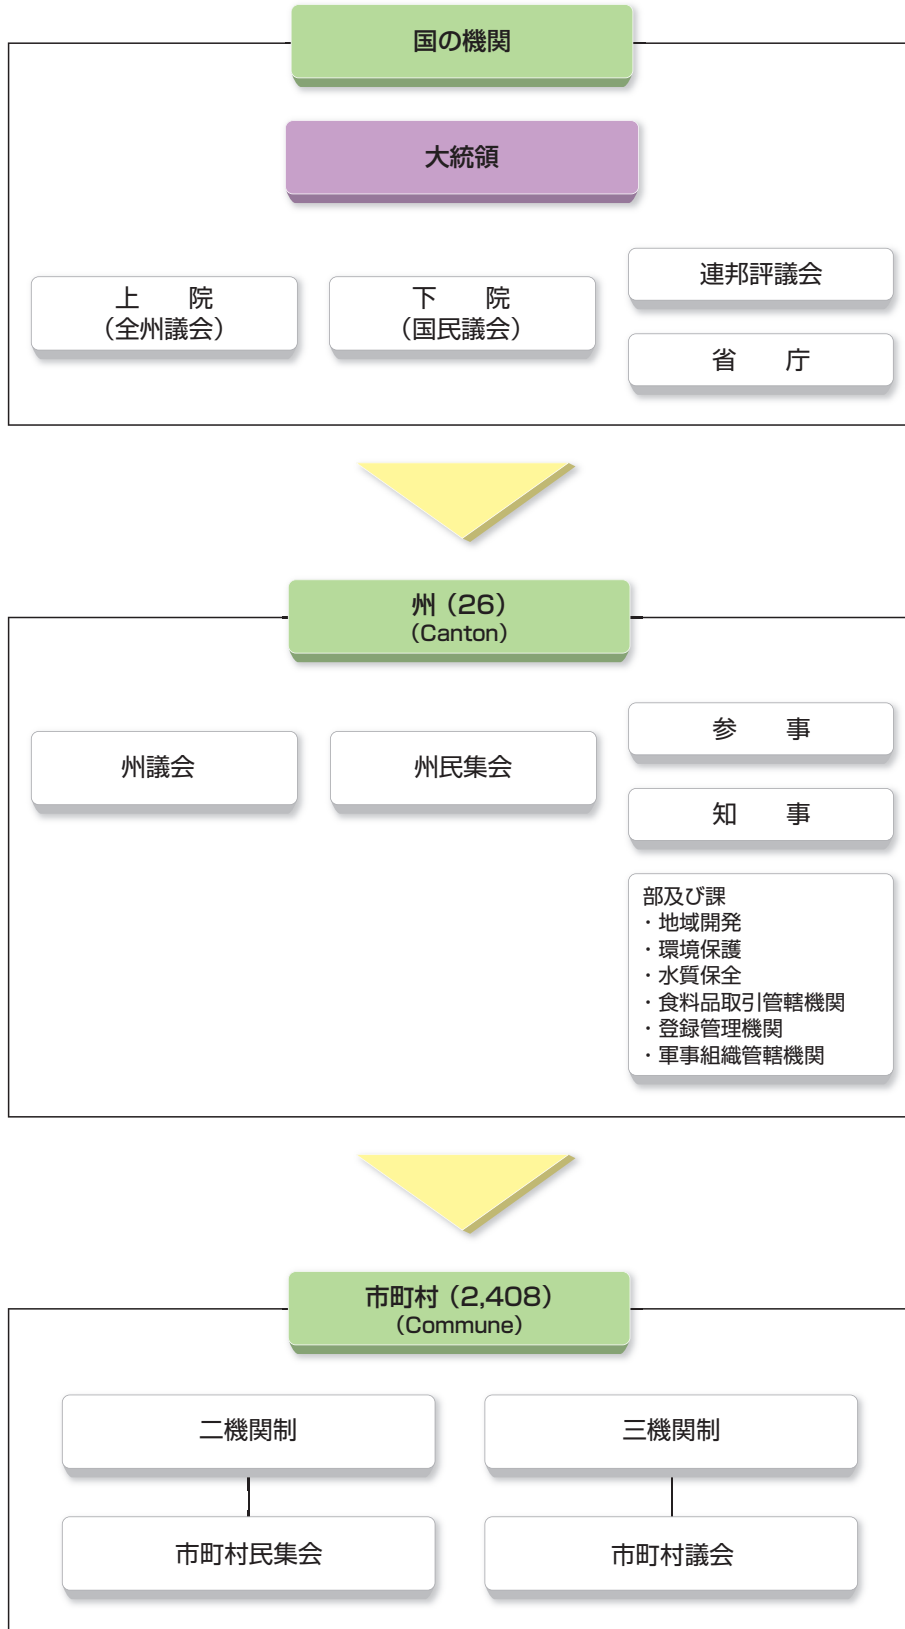 国の機関
大統領
上　　院
（全州議会）
下　　院
（国民議会）
連邦評議会
省　　庁
州（26）
（Canton）
州議会
州民集会
参　　事
知　　事
部及び課
・地域開発
・環境保護
・水質保全
・食料品取引管轄機関
・登録管理機関
・軍事組織管轄機関
市町村（2,408）
（Commune）
二機関制
三機関制
市町村民集会
市町村議会